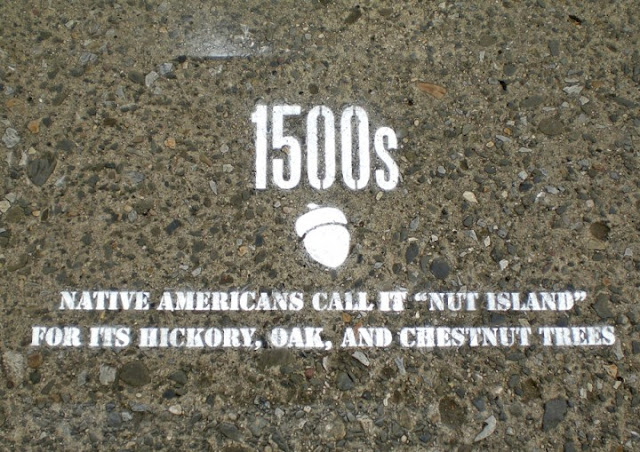 1500s
NATIVE AMERICANS CALL IT “NUT ISLAND”
FOR ITS HICKORY, OAK, AND CHESTNUT TREES